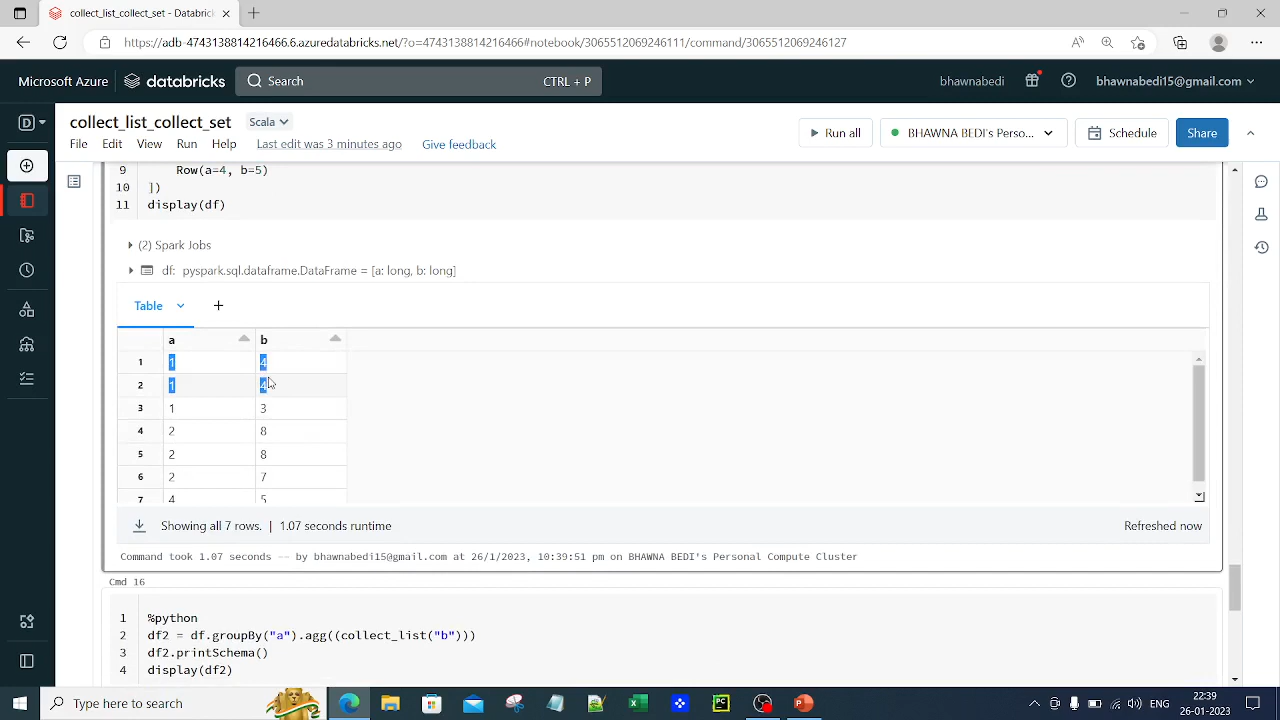 collect_list_collect_set - Databric
https://adb-4743138814216466.6.azuredatabricks.net/?o=4743138814216466#notebook/3065512069246111/command/3065512069246127
Microsoft Azure databricks Search CTRL + P bhawnabedi bhawnabedi15@gmail.com
collect_list_collect_set Scala
Run all BHAWNA BEDI's Perso... Schedule Share
File Edit View Run Help Last edit was 3 minutes ago Give feedback
9 Row(a=4, b=5)
10 ])
11 display(df)
(2) Spark Jobs
df: pyspark.sql.dataframe.DataFrame = [a: long, b: long]
Table +
a b
1 1 4
2 1 4
3 1 3
4 2 8
5 2 8
6 2 7
7 4 5
Showing all 7 rows. | 1.07 seconds runtime Refreshed now
Command took 1.07 seconds -- by bhawnabedi15@gmail.com at 26/1/2023, 10:39:51 pm on BHAWNA BEDI's Personal Compute Cluster
Cmd 16
1 %python
2 df2 = df.groupBy("a").agg((collect_list("b")))
3 df2.printSchema()
4 display(df2)
Type here to search
ENG
22:39
26-01-2023